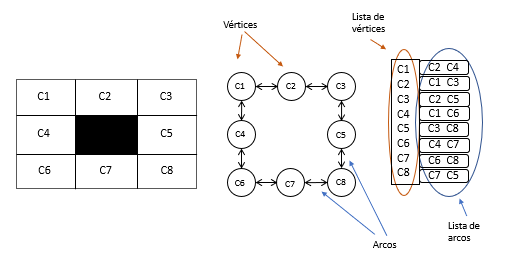 Vértices
Lista de
vértices
C1 C2 C3
C4 C5
C6 C7 C8
C1 C2 C3
C4 C5
C6 C7 C8
C1 C2 C4
C2 C1 C3
C3 C2 C5
C4 C1 C6
C5 C3 C8
C6 C4 C7
C7 C6 C8
C8 C7 C5
Arcos
Lista de
arcos